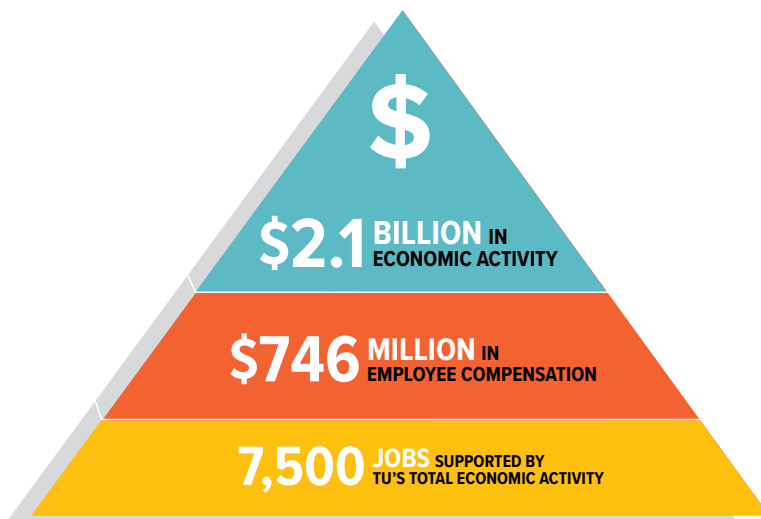 $
$2.1 BILLION IN
ECONOMIC ACTIVITY
$746 MILLION IN
EMPLOYEE COMPENSATION
7,500 JOBS SUPPORTED BY
TU'S TOTAL ECONOMIC ACTIVITY